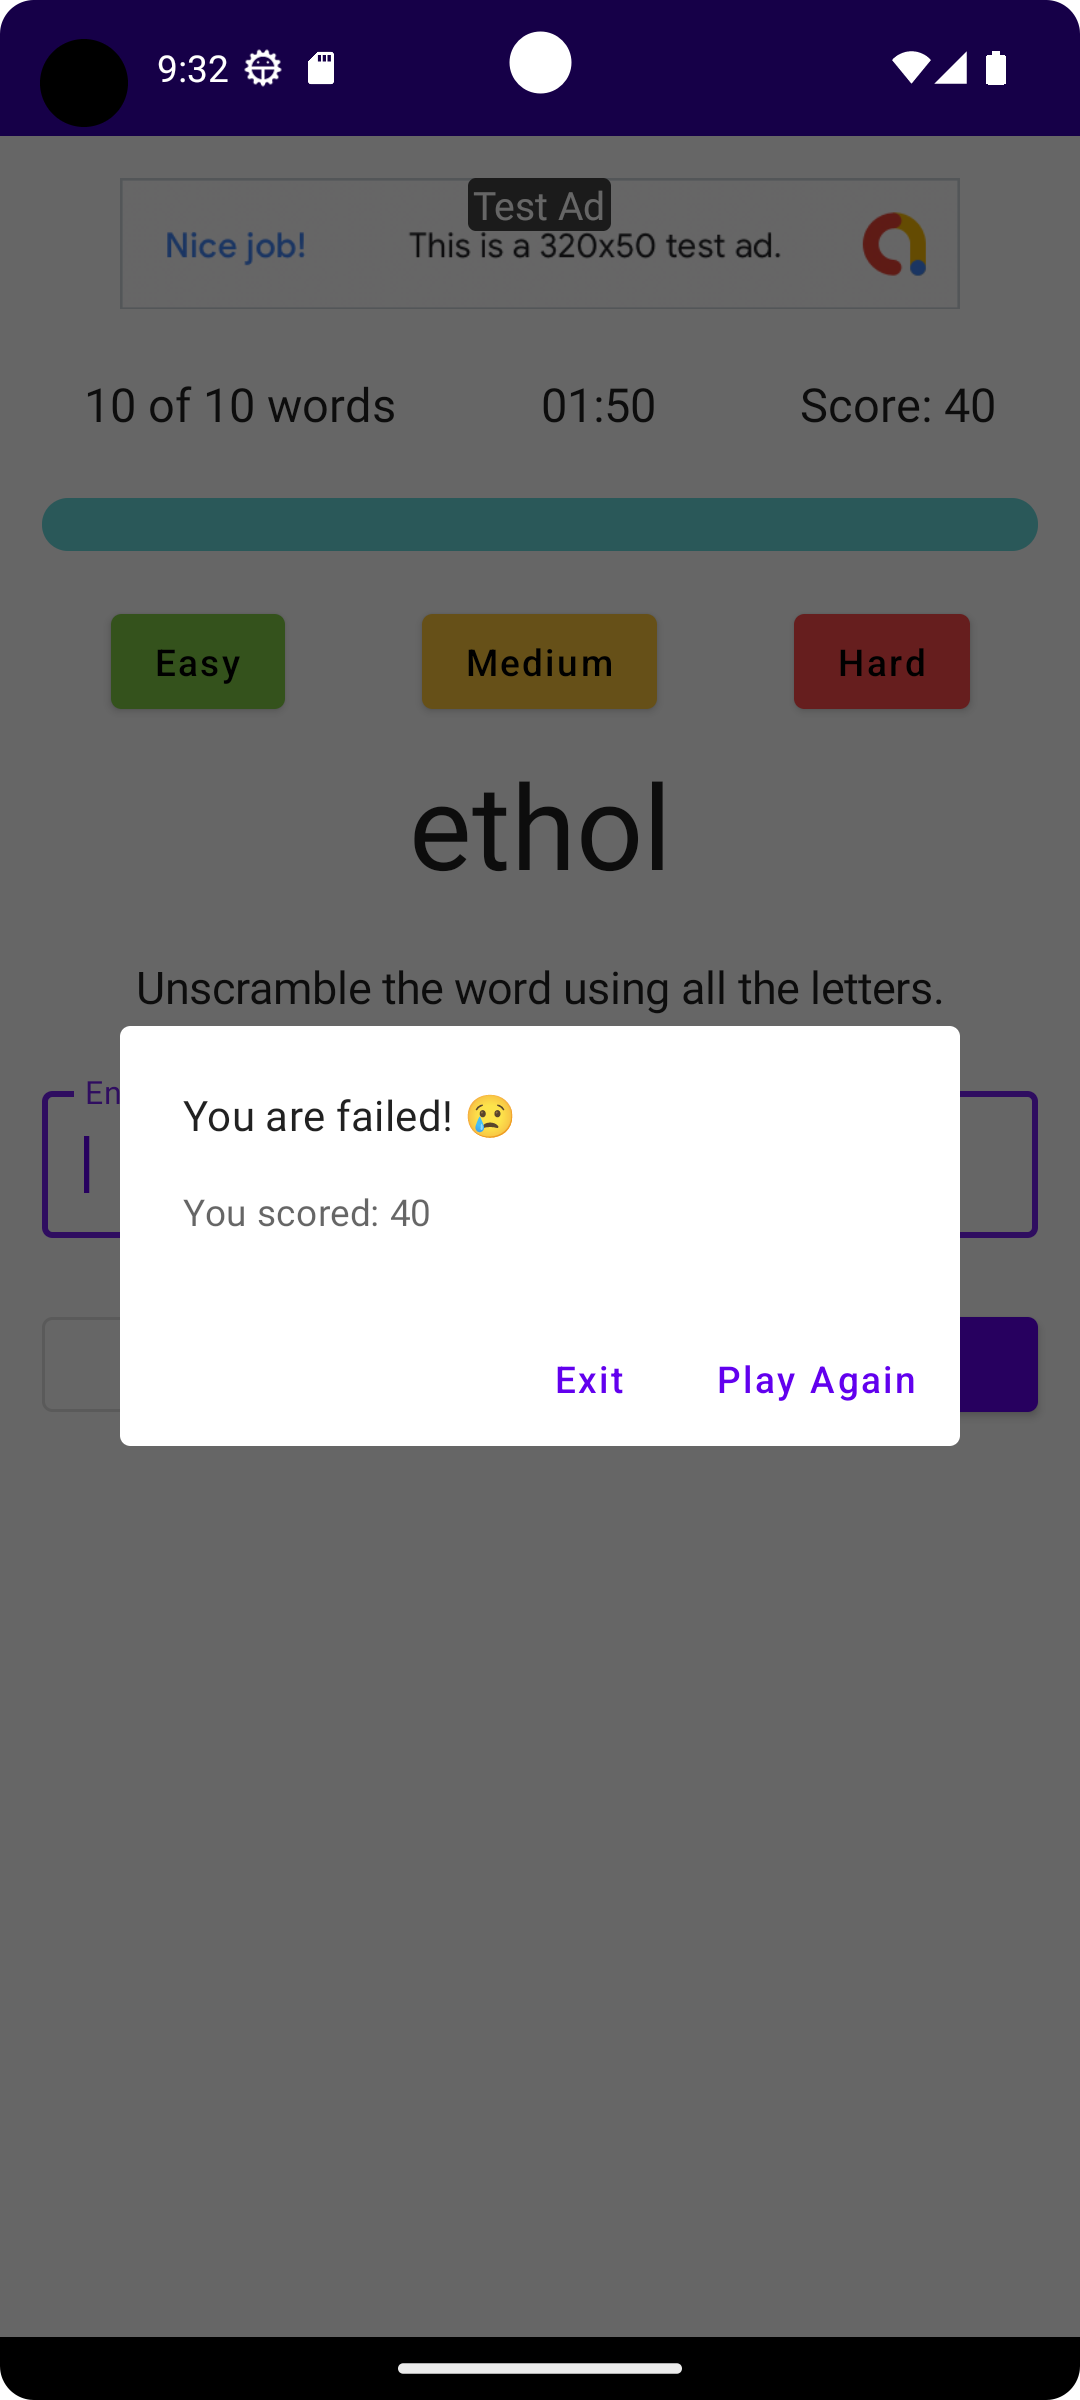 9:32
Test Ad
Nice job! This is a 320x50 test ad.
10 of 10 words 01:50 Score: 40
Easy Medium Hard
ethol
Unscramble the word using all the letters.
En
You are failed! 😢
You scored: 40
Exit Play Again